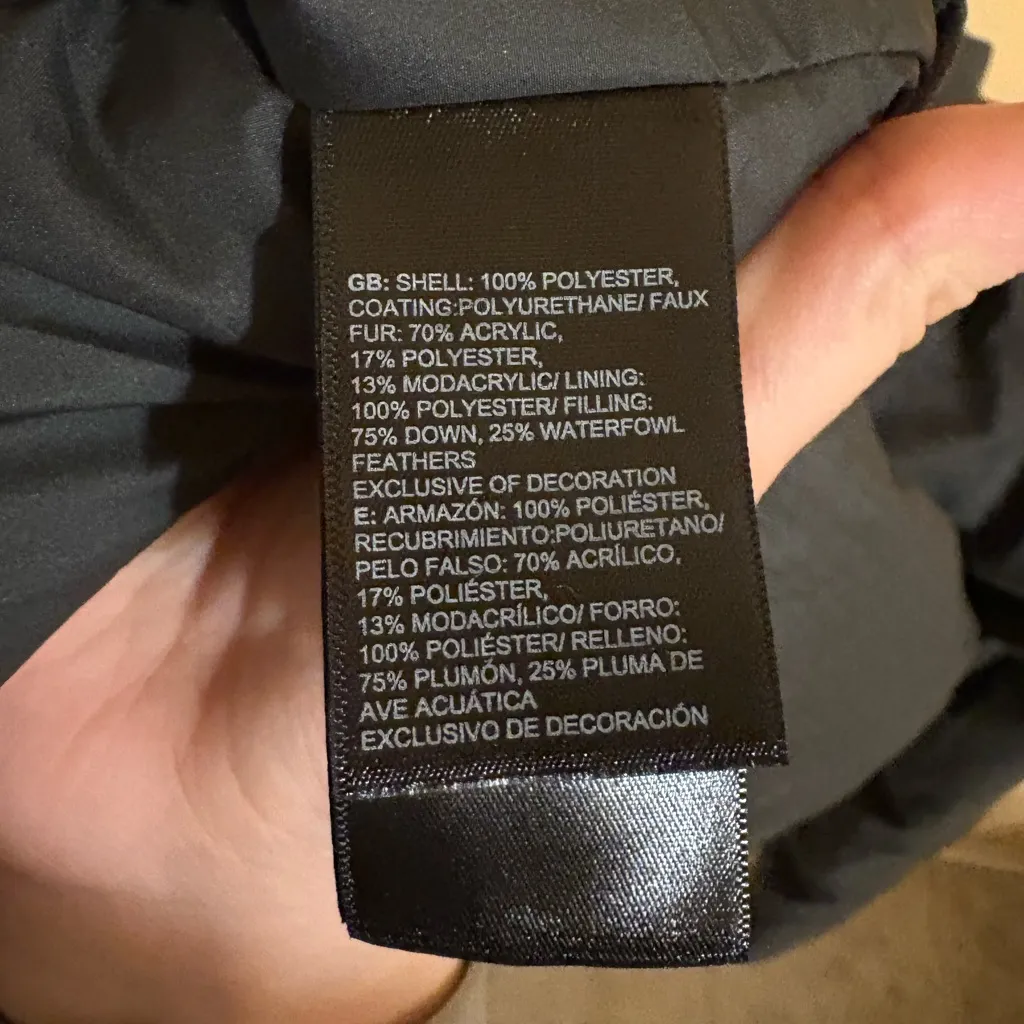 GB: SHELL: 100% POLYESTER,
COATING:POLYURETHANE/ FAUX
FUR: 70% ACRYLIC,
17% POLYESTER,
13% MODACRYLIC/ LINING:
100% POLYESTER/ FILLING:
75% DOWN, 25% WATERFOWL
FEATHERS
EXCLUSIVE OF DECORATION
E: ARMAZÓN: 100% POLIÉSTER,
RECUBRIMIENTO:POLIURETANO/
PELO FALSO: 70% ACRÍLICO,
17% POLIÉSTER,
13% MODACRÍLICO/ FORRO:
100% POLIÉSTER/ RELLENO:
75% PLUMÓN, 25% PLUMA DE
AVE ACUÁTICA
EXCLUSIVO DE DECORACIÓN